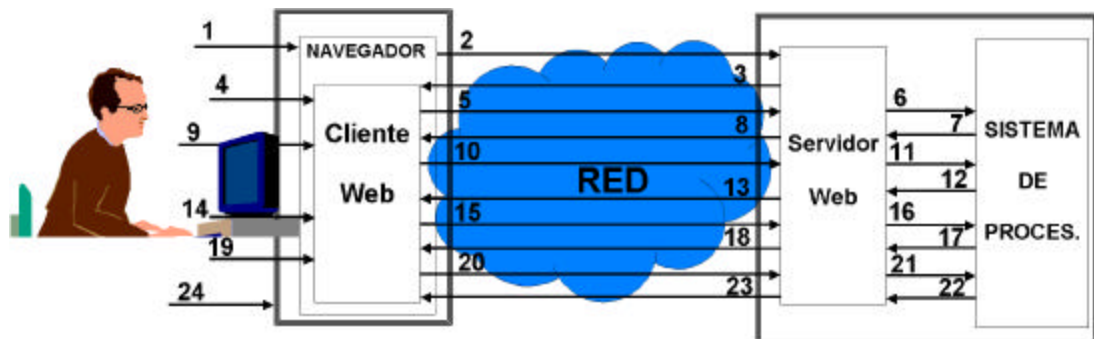 1
NAVEGADOR
2
3
4
5
6
7
SISTEMA
Cliente
8
9
10
Servidor
11
Web
RED
12
DE
13
Web
14
15
16
PROCES.
17
18
19
20
21
22
23
24